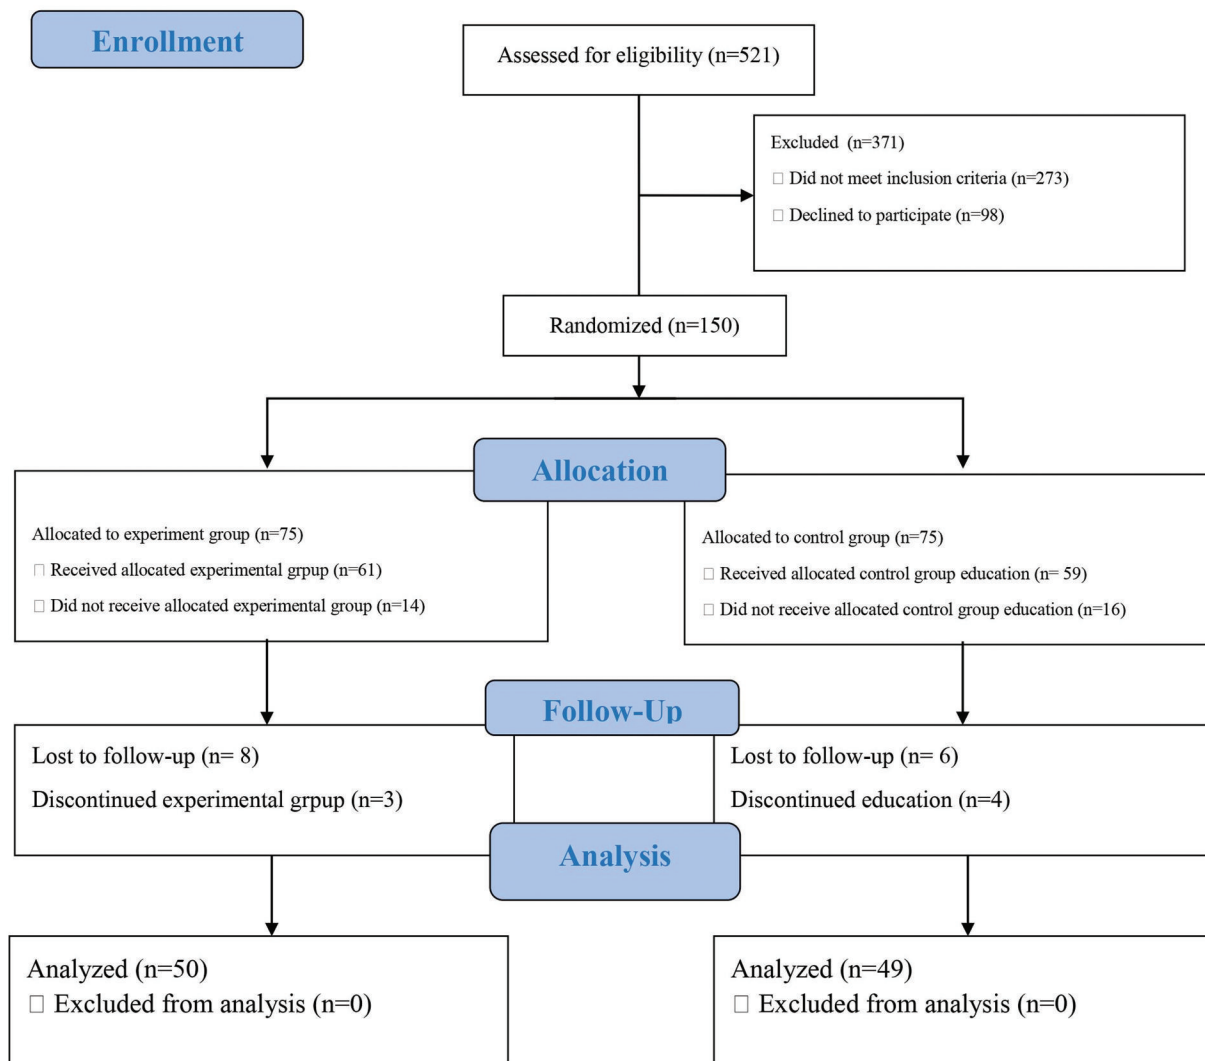 Enrollment
Assessed for eligibility (n=521)
Excluded (n=371)
□ Did not meet inclusion criteria (n=273)
□ Declined to participate (n=98)
Randomized (n=150)
Allocation
Allocated to experiment group (n=75)
□ Received allocated experimental grpup (n=61)
□ Did not receive allocated experimental group (n=14)
Allocated to control group (n=75)
□ Received allocated control group education (n= 59)
□ Did not receive allocated control group education (n=16)
Follow-Up
Lost to follow-up (n= 8)
Discontinued experimental grpup (n=3)
Lost to follow-up (n= 6)
Discontinued education (n=4)
Analysis
Analyzed (n=50)
□ Excluded from analysis (n=0)
Analyzed (n=49)
□ Excluded from analysis (n=0)